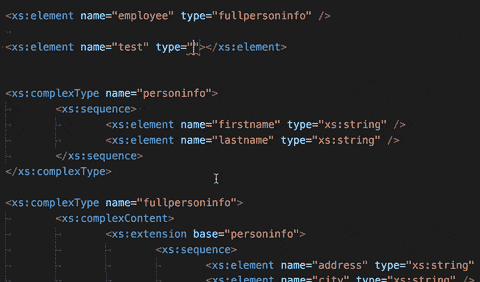 <xs:element name="employee" type="fullpersoninfo" />
<xs:element name="test" type=""></xs:element>
<xs:complexType name="personinfo">
<xs:sequence>
<xs:element name="firstname" type="xs:string" />
<xs:element name="lastname" type="xs:string" />
</xs:sequence>
</xs:complexType>
<xs:complexType name="fullpersoninfo">
<xs:complexContent>
<xs:extension base="personinfo">
<xs:sequence>
<xs:element name="address" type="xs:string"
<xs:element name="city" type="xs:string" />